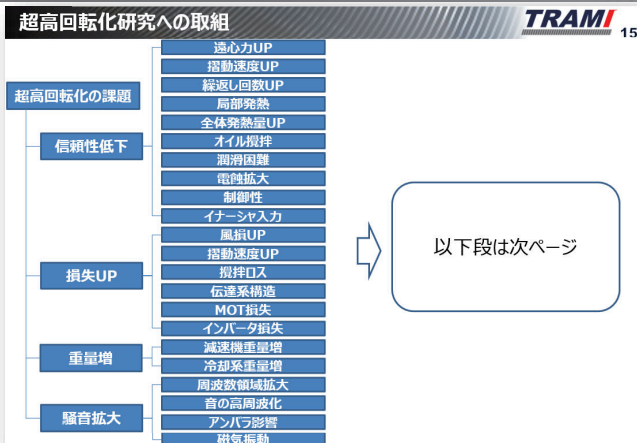 超高回転化研究への取組
TRAMI
15
超高回転化の課題
信頼性低下
遠心力UP
摺動速度UP
繰返し回数UP
局部発熱
全体発熱量UP
オイル攪拌
潤滑困難
電蝕拡大
制御性
イナーシャ入力
損失UP
風損UP
摺動速度UP
攪拌ロス
伝達系構造
MOT損失
インバータ損失
重量増
減速機重量増
冷却系重量増
騒音拡大
周波数領域拡大
音の高周波化
アンバラ影響
磁気振動
以下段は次ページ